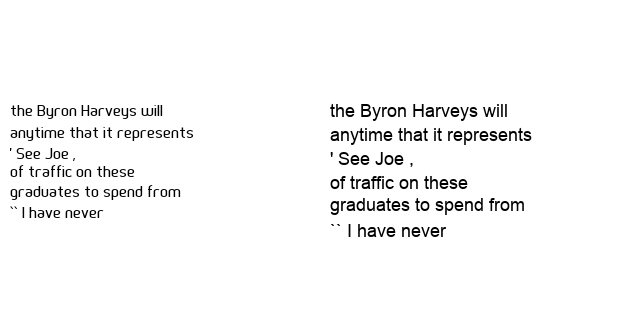 the Byron Harveys will
anytime that it represents
' See Joe ,
of traffic on these
graduates to spend from
`` I have never
the Byron Harveys will
anytime that it represents
' See Joe ,
of traffic on these
graduates to spend from
`` I have never